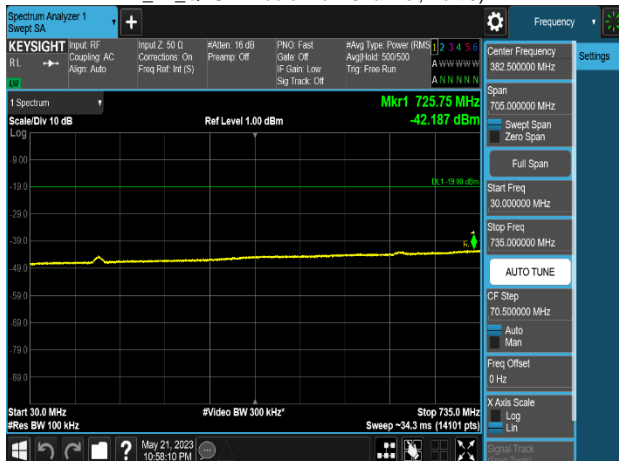 Spectrum Analyzer 1
Swept SA
Frequency
KEYSIGHT
RL
Input: RF
Coupling: AC
Align: Auto
Input Z: 50 Ω
Corrections: On
Freq Ref: Int (S)
#Atten: 16 dB
Preamp: Off
PNO: Fast
Gate: Off
IF Gain: Low
Sig Track: Off
#Avg Type: Power (RMS
Avg|Hold: 500/500
Trig: Free Run
1 2 3 4 5 6
A W W W W W
A N N N N N
1 Spectrum
Scale/Div 10 dB
Ref Level 1.00 dBm
Mkr1 725.75 MHz
-42.187 dBm
Log
-9.00
-19.0
-29.0
-39.0
-49.0
-59.0
-69.0
-79.0
-89.0
DL1 -19.00 dBm
1
Start 30.0 MHz
#Video BW 300 kHz*
Stop 735.0 MHz
#Res BW 100 kHz
Sweep ~34.3 ms (14101 pts)
May 21, 2023
10:58:10 PM
Center Frequency
382.500000 MHz
Settings
Span
705.000000 MHz
Swept Span
Zero Span
Full Span
Start Freq
30.000000 MHz
Stop Freq
735.000000 MHz
AUTO TUNE
CF Step
70.500000 MHz
Auto
Man
Freq Offset
0 Hz
X Axis Scale
Log
Lin
Signal Track